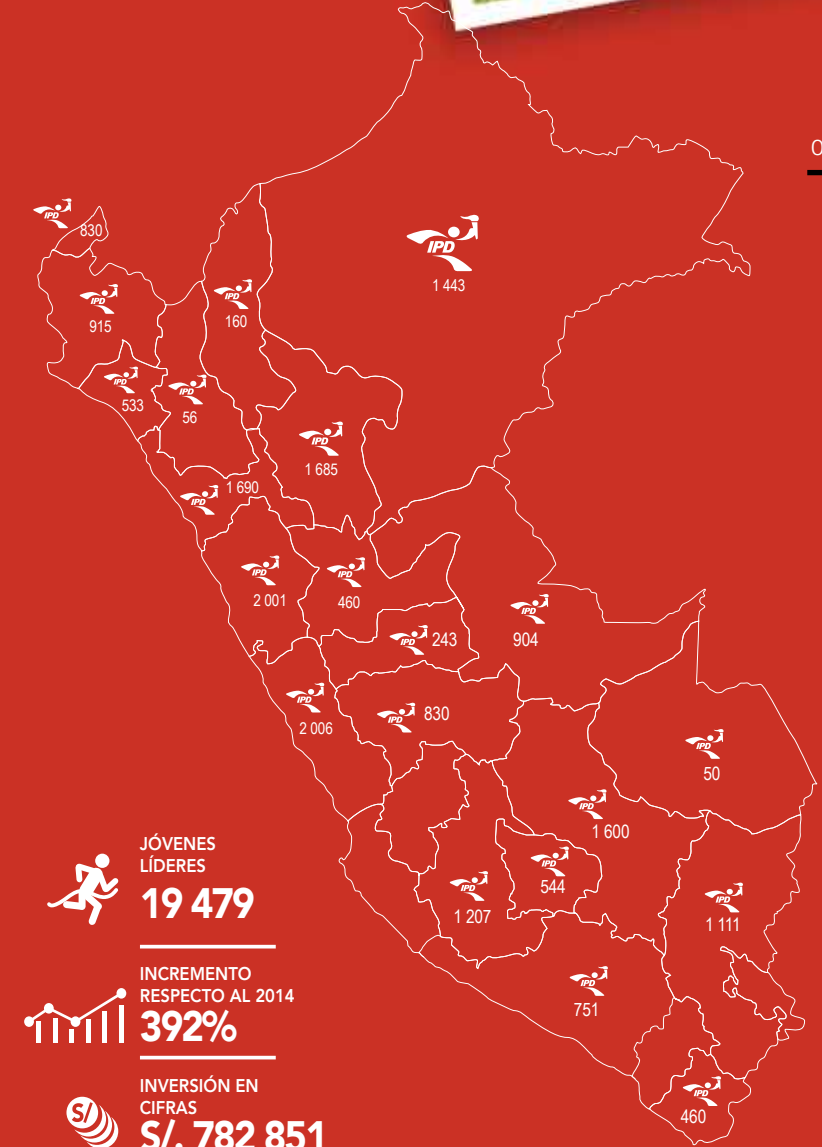 O
IPD
830
IPD
1 443
IPD
915
IPD
160
IPD
533
IPD
56
IPD
1 685
IPD
1 690
IPD
2 001
IPD
460
IPD
243
IPD
904
IPD
2 006
IPD
830
IPD
50
IPD
1 600
IPD
544
IPD
1 207
IPD
1 111
IPD
751
IPD
460
JÓVENES
LÍDERES
19 479
INCREMENTO
RESPECTO AL 2014
392%
INVERSIÓN EN
CIFRAS
S/
S/. 782 851